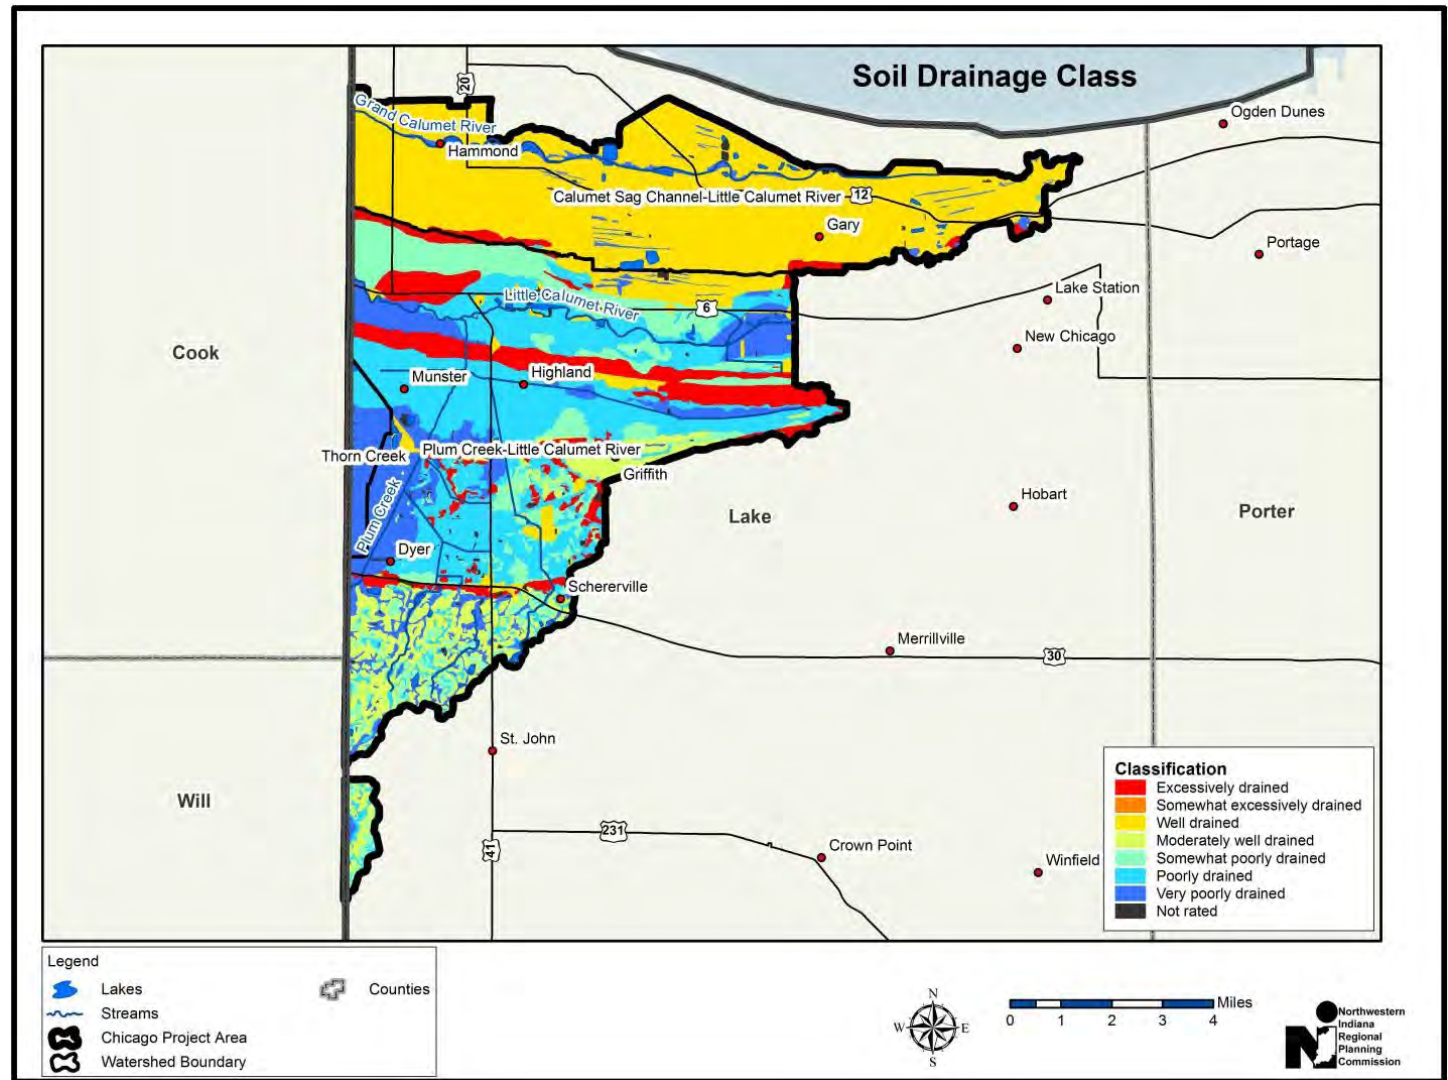 Soil Drainage Class
20
Ogden Dunes
Grand Calumet River
Hammond
Calumet Sag Channel-Little Calumet River
12
Gary
Portage
Lake Station
Little Calumet River
6
New Chicago
Cook
Munster
Highland
Thorn Creek
Plum Creek-Little Calumet River
Griffith
Plum Creek
Hobart
Lake
Porter
Dyer
Schererville
Merrillville
30
St. John
Will
231
41
Crown Point
Winfield
Classification
Excessively drained
Somewhat excessively drained
Well drained
Moderately well drained
Somewhat poorly drained
Poorly drained
Very poorly drained
Not rated
Legend
Lakes
Counties
Streams
Chicago Project Area
Watershed Boundary
N
W
E
S
Miles
0 1 2 3 4
Northwestern
Indiana
Regional
Planning
Commission